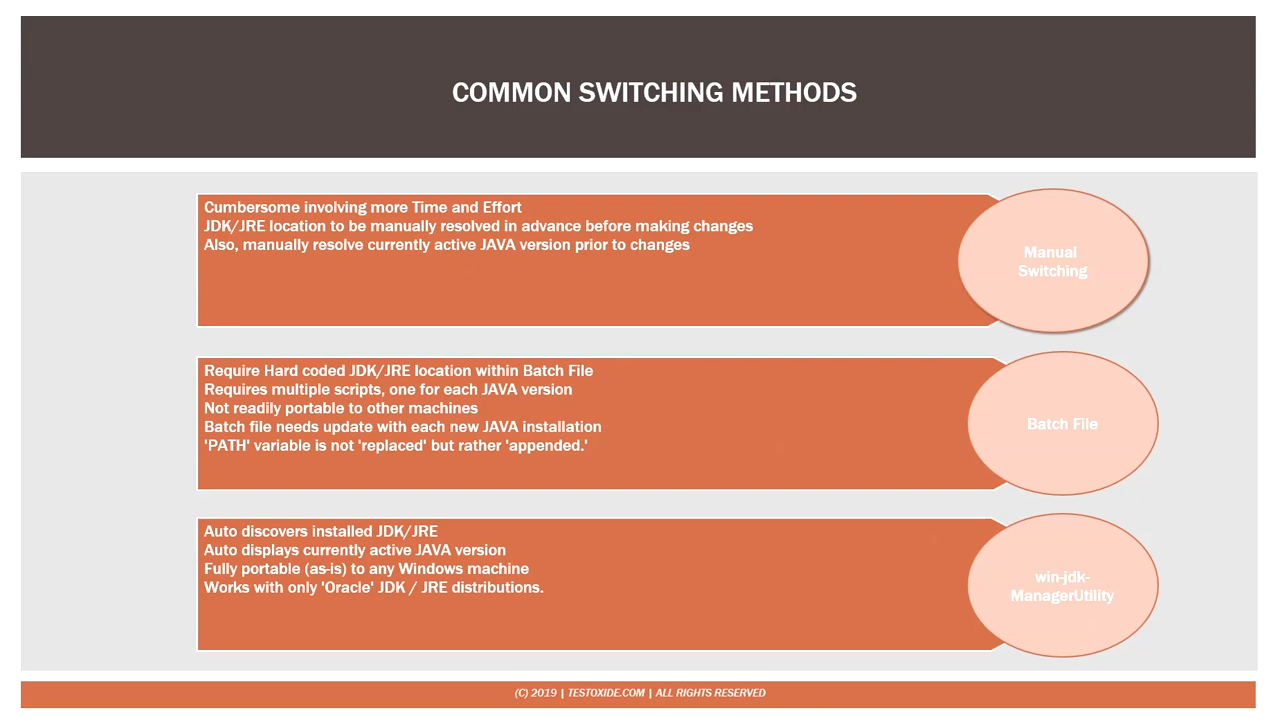 COMMON SWITCHING METHODS
Cumbersome involving more Time and Effort
JDK/JRE location to be manually resolved in advance before making changes
Also, manually resolve currently active JAVA version prior to changes
Manual
Switching
Require Hard coded JDK/JRE location within Batch File
Requires multiple scripts, one for each JAVA version
Not readily portable to other machines
Batch file needs update with each new JAVA installation
'PATH' variable is not 'replaced' but rather 'appended.'
Batch File
Auto discovers installed JDK/JRE
Auto displays currently active JAVA version
Fully portable (as-is) to any Windows machine
Works with only 'Oracle' JDK / JRE distributions.
win-jdk-
ManagerUtility
(C) 2019 | TESTOXIDE.COM | ALL RIGHTS RESERVED